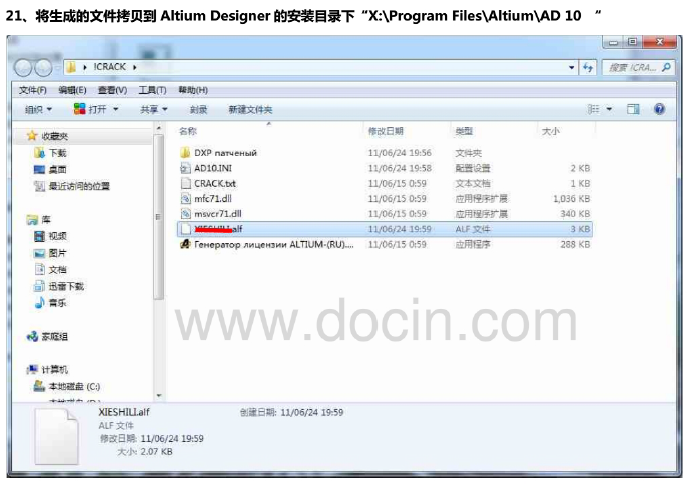 21、将生成的文件拷贝到 Altium Designer 的安装目录下“X:\Program Files\Altium\AD 10 “
!CRACK
搜索 !CRA...
文件(F) 编辑(E) 查看(V) 工具(T) 帮助(H)
组织 打开 共享 刻录 新建文件夹
名称 修改日期 类型 大小
收藏夹
下载
桌面
最近访问的位置
库
视频
图片
文档
迅雷下载
音乐
家庭组
计算机
本地磁盘 (C:)
DXP патченый 11/06/24 19:56 文件夹
AD10.INI 11/06/24 19:58 配置设置 2 KB
CRACK.txt 11/06/15 0:59 文本文档 1 KB
mfc71.dll 11/06/15 0:59 应用程序扩展 1,036 KB
msvcr71.dll 11/06/15 0:59 应用程序扩展 340 KB
XIESHILI.alf 11/06/24 19:59 ALF 文件 3 KB
Генератор лицензии ALTIUM-(RU).... 11/06/15 0:59 应用程序 288 KB
www.docin.com
XIESHILI.alf 创建日期: 11/06/24 19:59
ALF 文件
修改日期: 11/06/24 19:59
大小: 2.07 KB